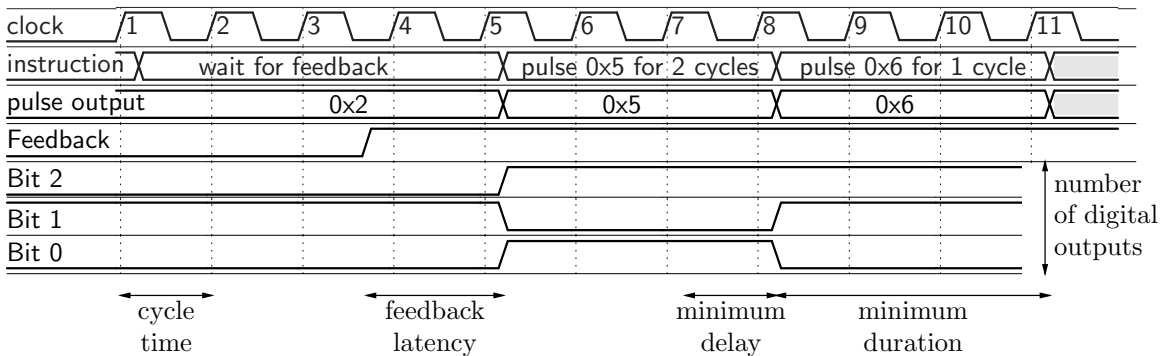 clock 1 2 3 4 5 6 7 8 9 10 11
instruction wait for feedback pulse 0x5 for 2 cycles pulse 0x6 for 1 cycle
pulse output 0x2 0x5 0x6
Feedback
Bit 2
Bit 1
Bit 0
number
of digital
outputs
cycle
time
feedback
latency
minimum
delay
minimum
duration